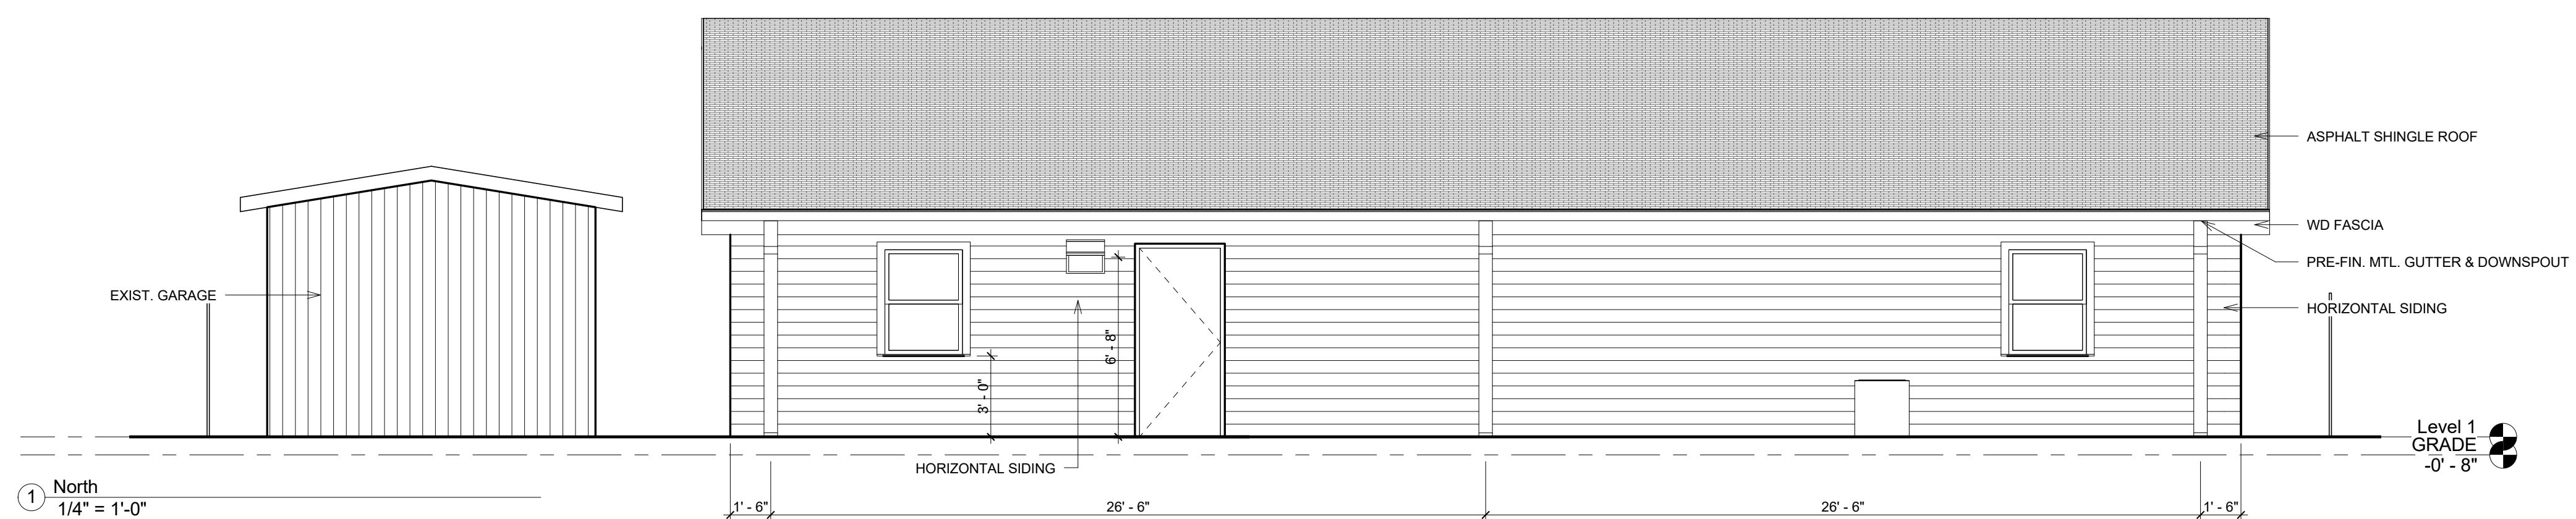 ASPHALT SHINGLE ROOF
WD FASCIA
PRE-FIN. MTL. GUTTER & DOWNSPOUT
EXIST. GARAGE
HORIZONTAL SIDING
6' - 8"
3' - 0"
Level 1
GRADE
-0' - 8"
HORIZONTAL SIDING
1
North
1/4" = 1'-0"
1' - 6"
26' - 6"
26' - 6"
1' - 6"